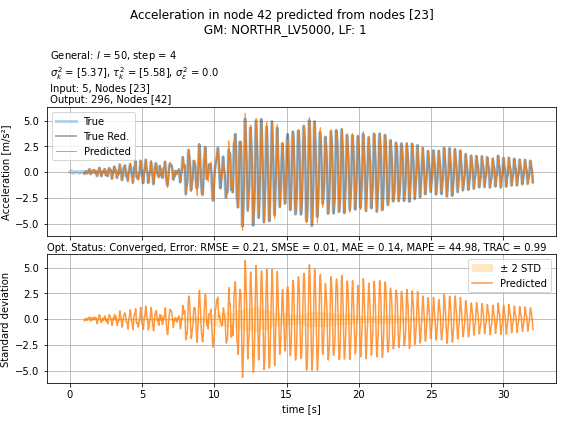 Acceleration in node 42 predicted from nodes [23]
GM: NORTHR_LV5000, LF: 1
General: l = 50, step = 4
σ²ₖ = [5.37], τ²ₖ = [5.58], σ²ε = 0.0
Input: 5, Nodes [23]
Output: 296, Nodes [42]
Acceleration [m/s²]
5.0
2.5
0.0
−2.5
−5.0
True
True Red.
Predicted
Opt. Status: Converged, Error: RMSE = 0.21, SMSE = 0.01, MAE = 0.14, MAPE = 44.98, TRAC = 0.99
Standard deviation
5.0
2.5
0.0
−2.5
−5.0
± 2 STD
Predicted
0 5 10 15 20 25 30
time [s]